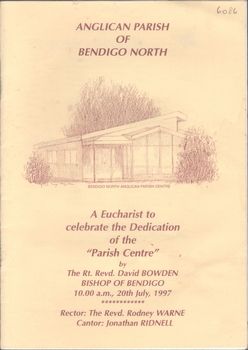 6086
ANGLICAN PARISH
OF
BENDIGO NORTH
BENDIGO NORTH ANGLICAN PARISH CENTRE
A Eucharist to
celebrate the Dedication
of the
"Parish Centre"
by
The Rt. Revd. David BOWDEN
BISHOP OF BENDIGO
10.00 a.m., 20th July, 1997
************
Rector: The Revd. Rodney WARNE
Cantor: Jonathan RIDNELL